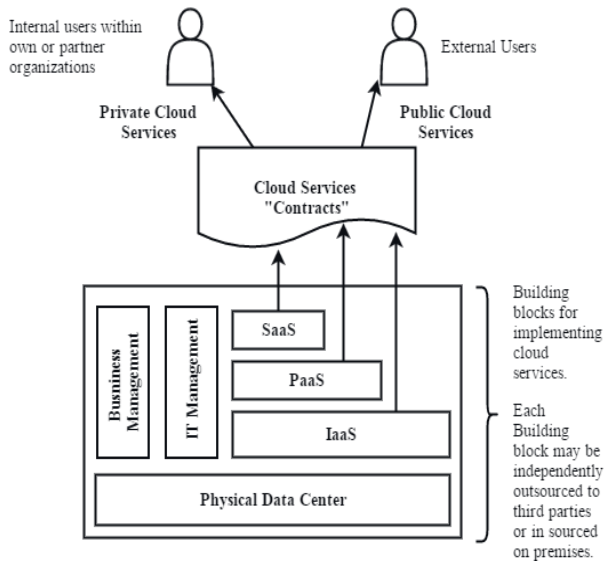 Internal users within
own or partner
organizations
External Users
Private Cloud
Services
Public Cloud
Services
Cloud Services
"Contracts"
Busniness
Management
IT Management
SaaS
PaaS
IaaS
Physical Data Center
Building
blocks for
implementing
cloud
services.
Each
Building
block may be
independently
outsourced to
third parties
or in sourced
on premises.